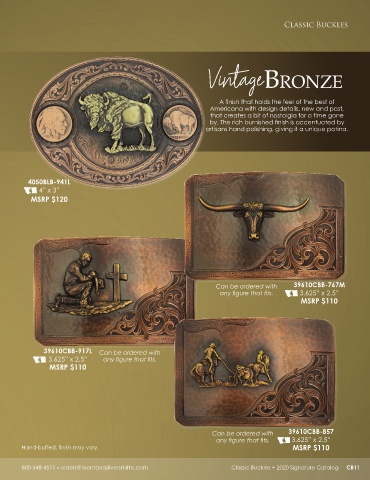 Classic Buckles
Vintage Bronze
A finish that holds the feel of the best of
Americana with design details, new and past,
that creates a bit of nostalgia for a time gone
by. The rich burnished finish is accentuated by
artisans hand polishing, giving it a unique patina.
4050BLB-941L
4" x 3"
MSRP $120
Can be ordered with
any figure that fits.
39610CBB-767M
3.625" x 2.5"
MSRP $110
39610CBB-917L
3.625" x 2.5"
MSRP $110
Can be ordered with
any figure that fits.
Can be ordered with
any figure that fits.
39610CBB-857
3.625" x 2.5"
MSRP $110
Hand-buffed, finish may vary.
Classic Buckles • 2020 Signature Catalog CB11